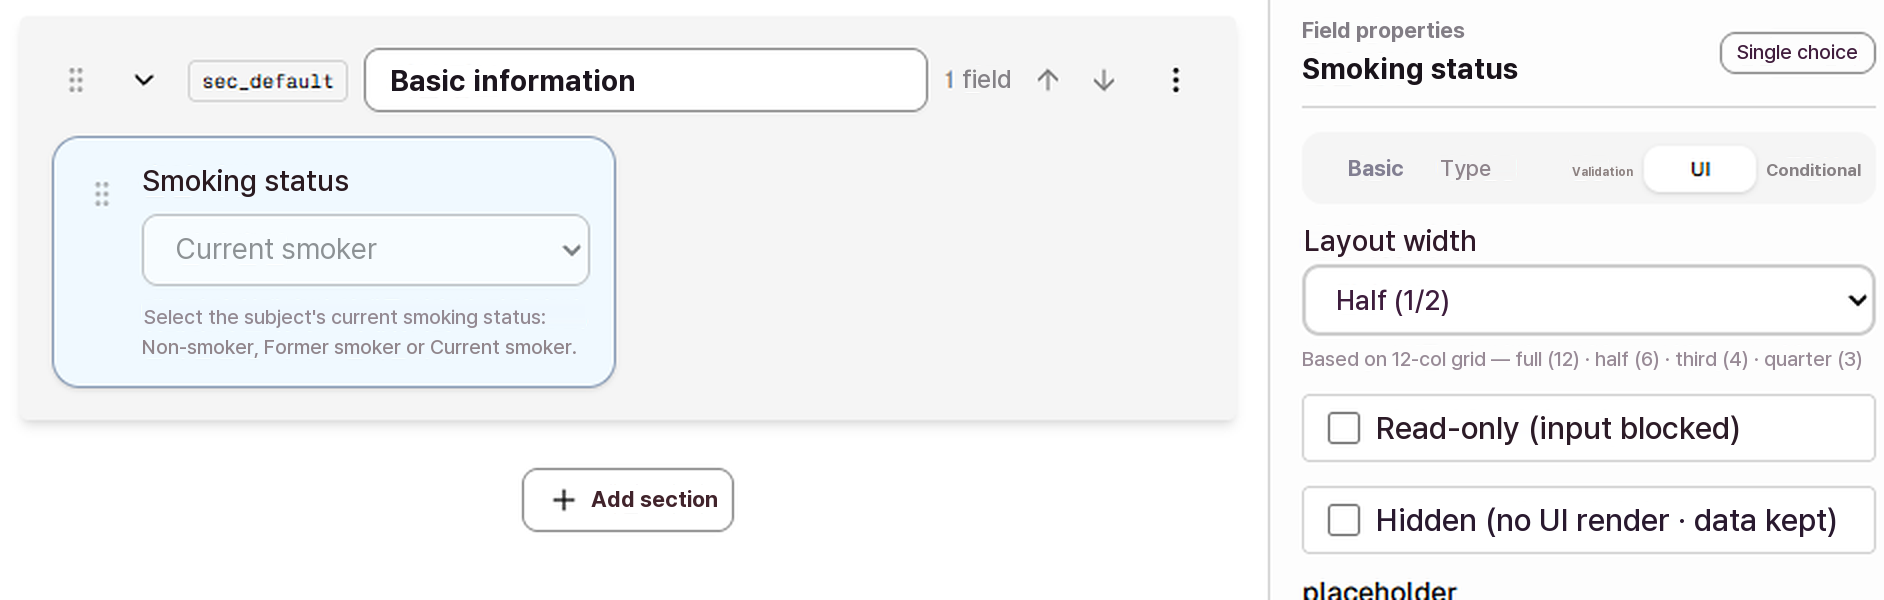 sec_default
Basic information
1 field
Smoking status
Current smoker
Select the subject's current smoking status:
Non-smoker, Former smoker or Current smoker.
Add section
Field properties
Smoking status
Single choice
Basic Type Validation UI Conditional
Layout width
Half (1/2)
Based on 12-col grid — full (12) · half (6) · third (4) · quarter (3)
Read-only (input blocked)
Hidden (no UI render · data kept)
placeholder